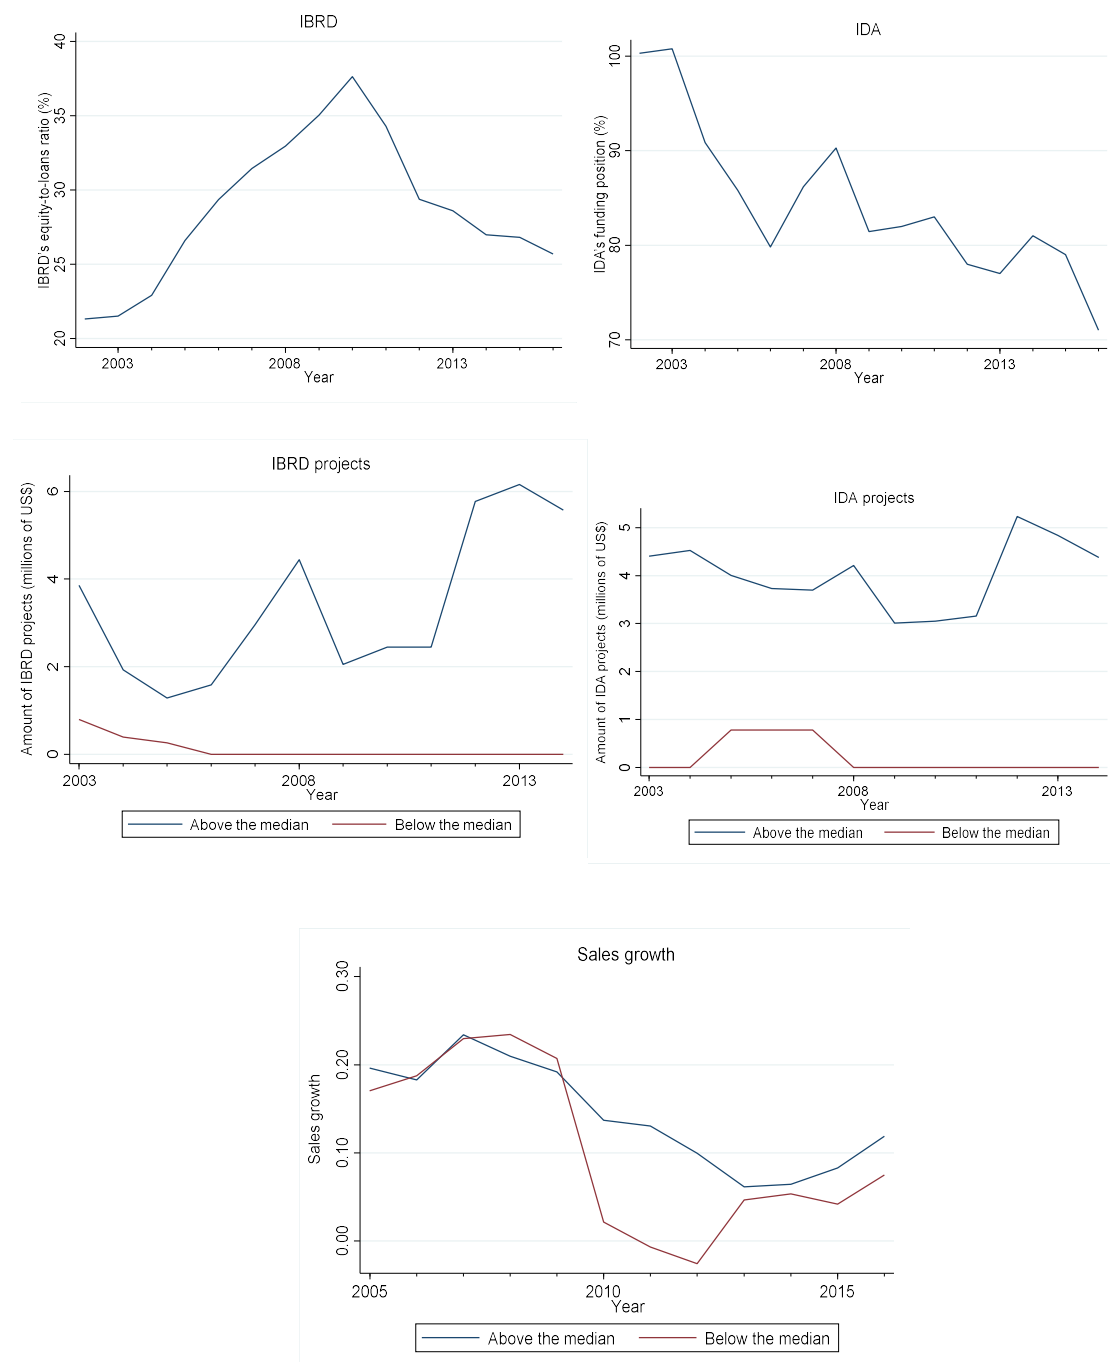 IBRD
IBRD's equity-to-loans ratio (%)
40
35
30
25
20
2003 2008 2013
Year
IDA
IDA's funding position (%)
100
90
80
70
2003 2008 2013
Year
IBRD projects
Amount of IBRD projects (millions of US$)
6
4
2
0
2003 2008 2013
Year
Above the median Below the median
IDA projects
Amount of IDA projects (millions of US$)
5
4
3
2
1
0
2003 2008 2013
Year
Above the median Below the median
Sales growth
Sales growth
0.30
0.20
0.10
0.00
2005 2010 2015
Year
Above the median Below the median